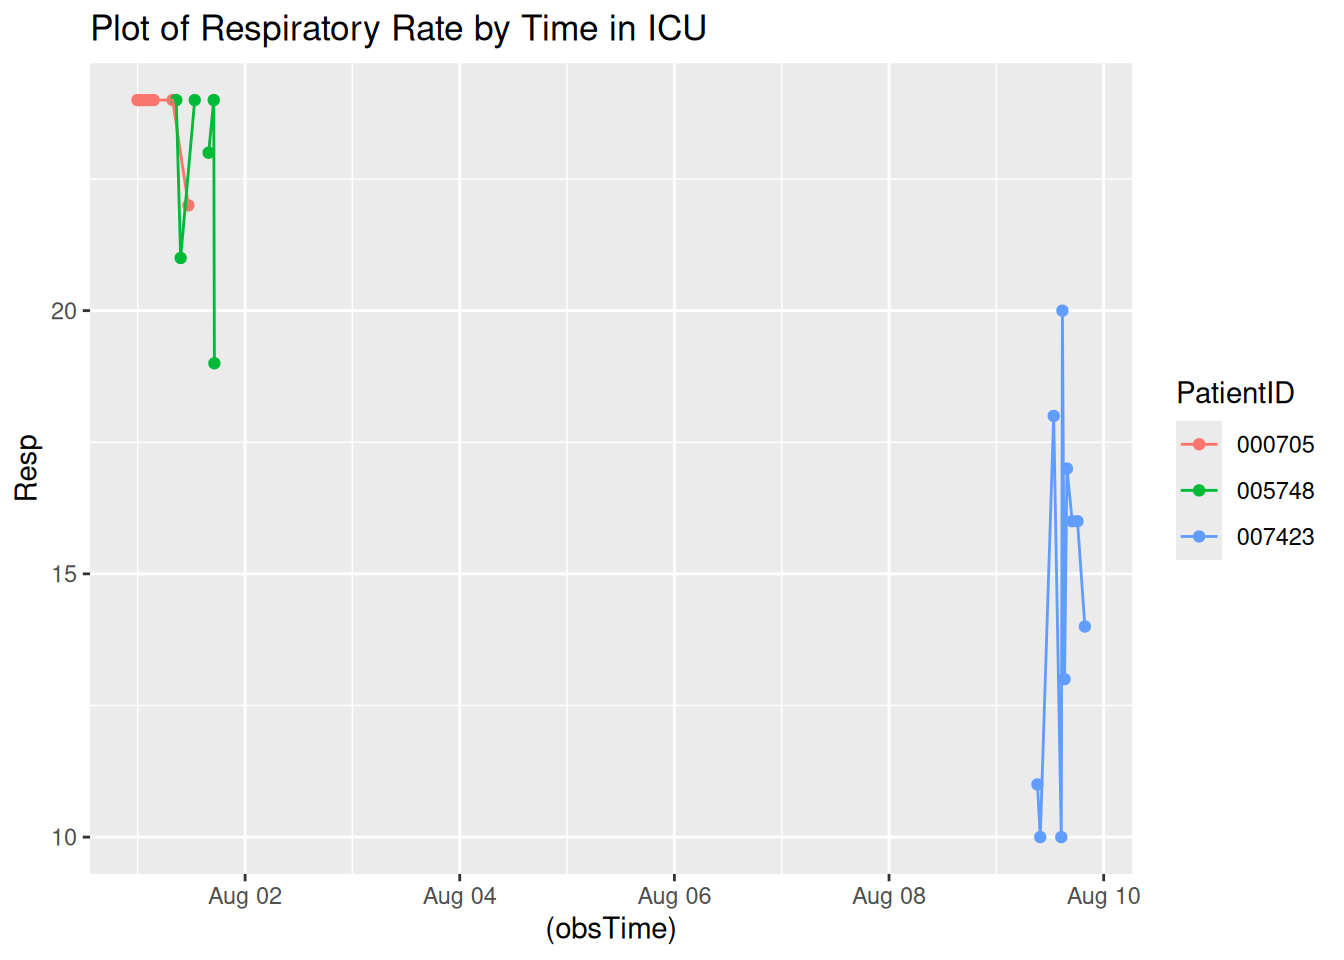 Plot of Respiratory Rate by Time in ICU
Resp
20
15
10
Aug 02
Aug 04
Aug 06
Aug 08
Aug 10
(obsTime)
PatientID
000705
005748
007423